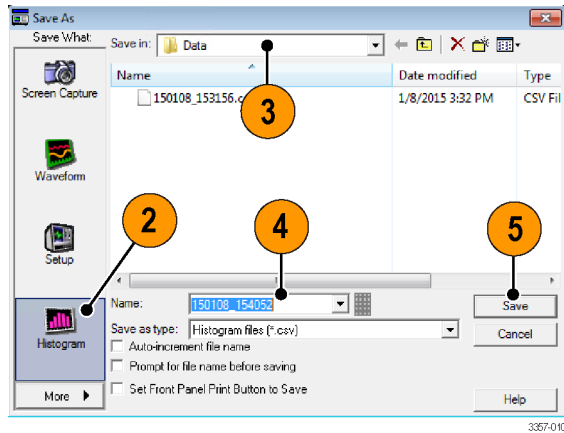 Save As
Save What:
Save in: Data
Name Date modified Type
Screen Capture
150108_153156.c 1/8/2015 3:32 PM CSV Fil
3
Waveform
2
4
5
Setup
Name: 150108_154052
Save
Save as type: Histogram files (*.csv)
Cancel
Histogram
Auto-increment file name
Prompt for file name before saving
Set Front Panel Print Button to Save
More
Help
3357-010